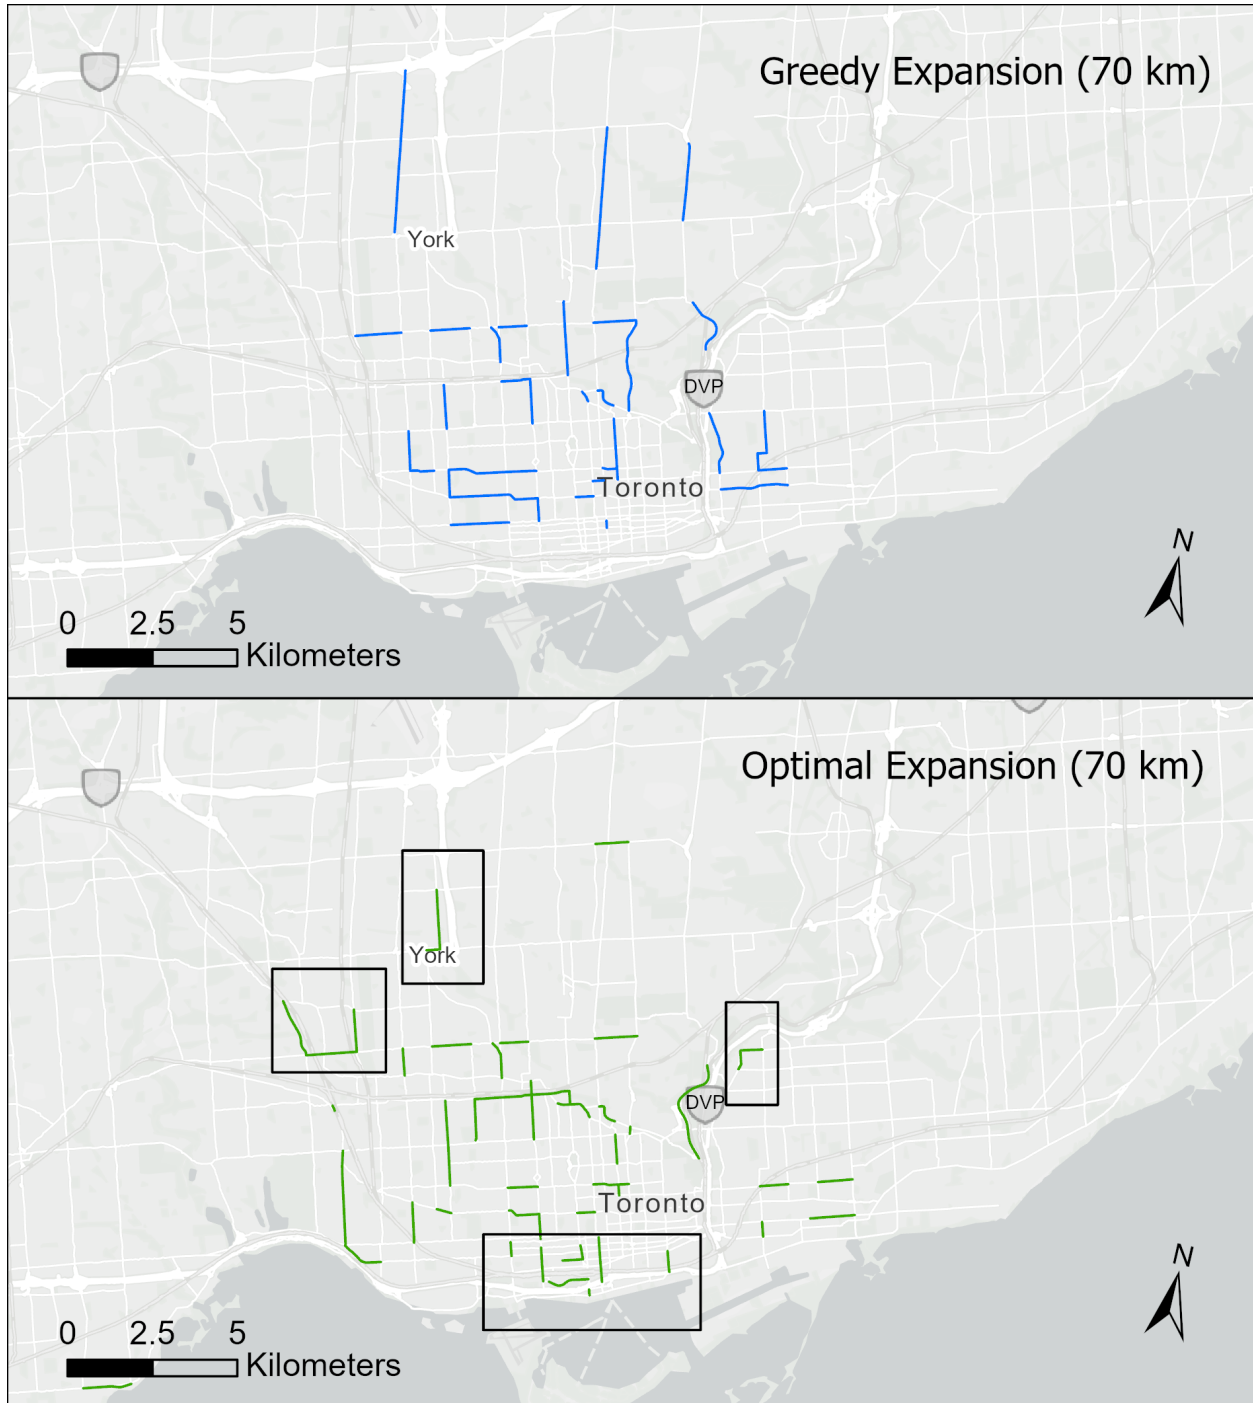 Greedy Expansion (70 km)
York
DVP
Toronto
N
0 2.5 5
Kilometers
Optimal Expansion (70 km)
York
DVP
Toronto
N
0 2.5 5
Kilometers